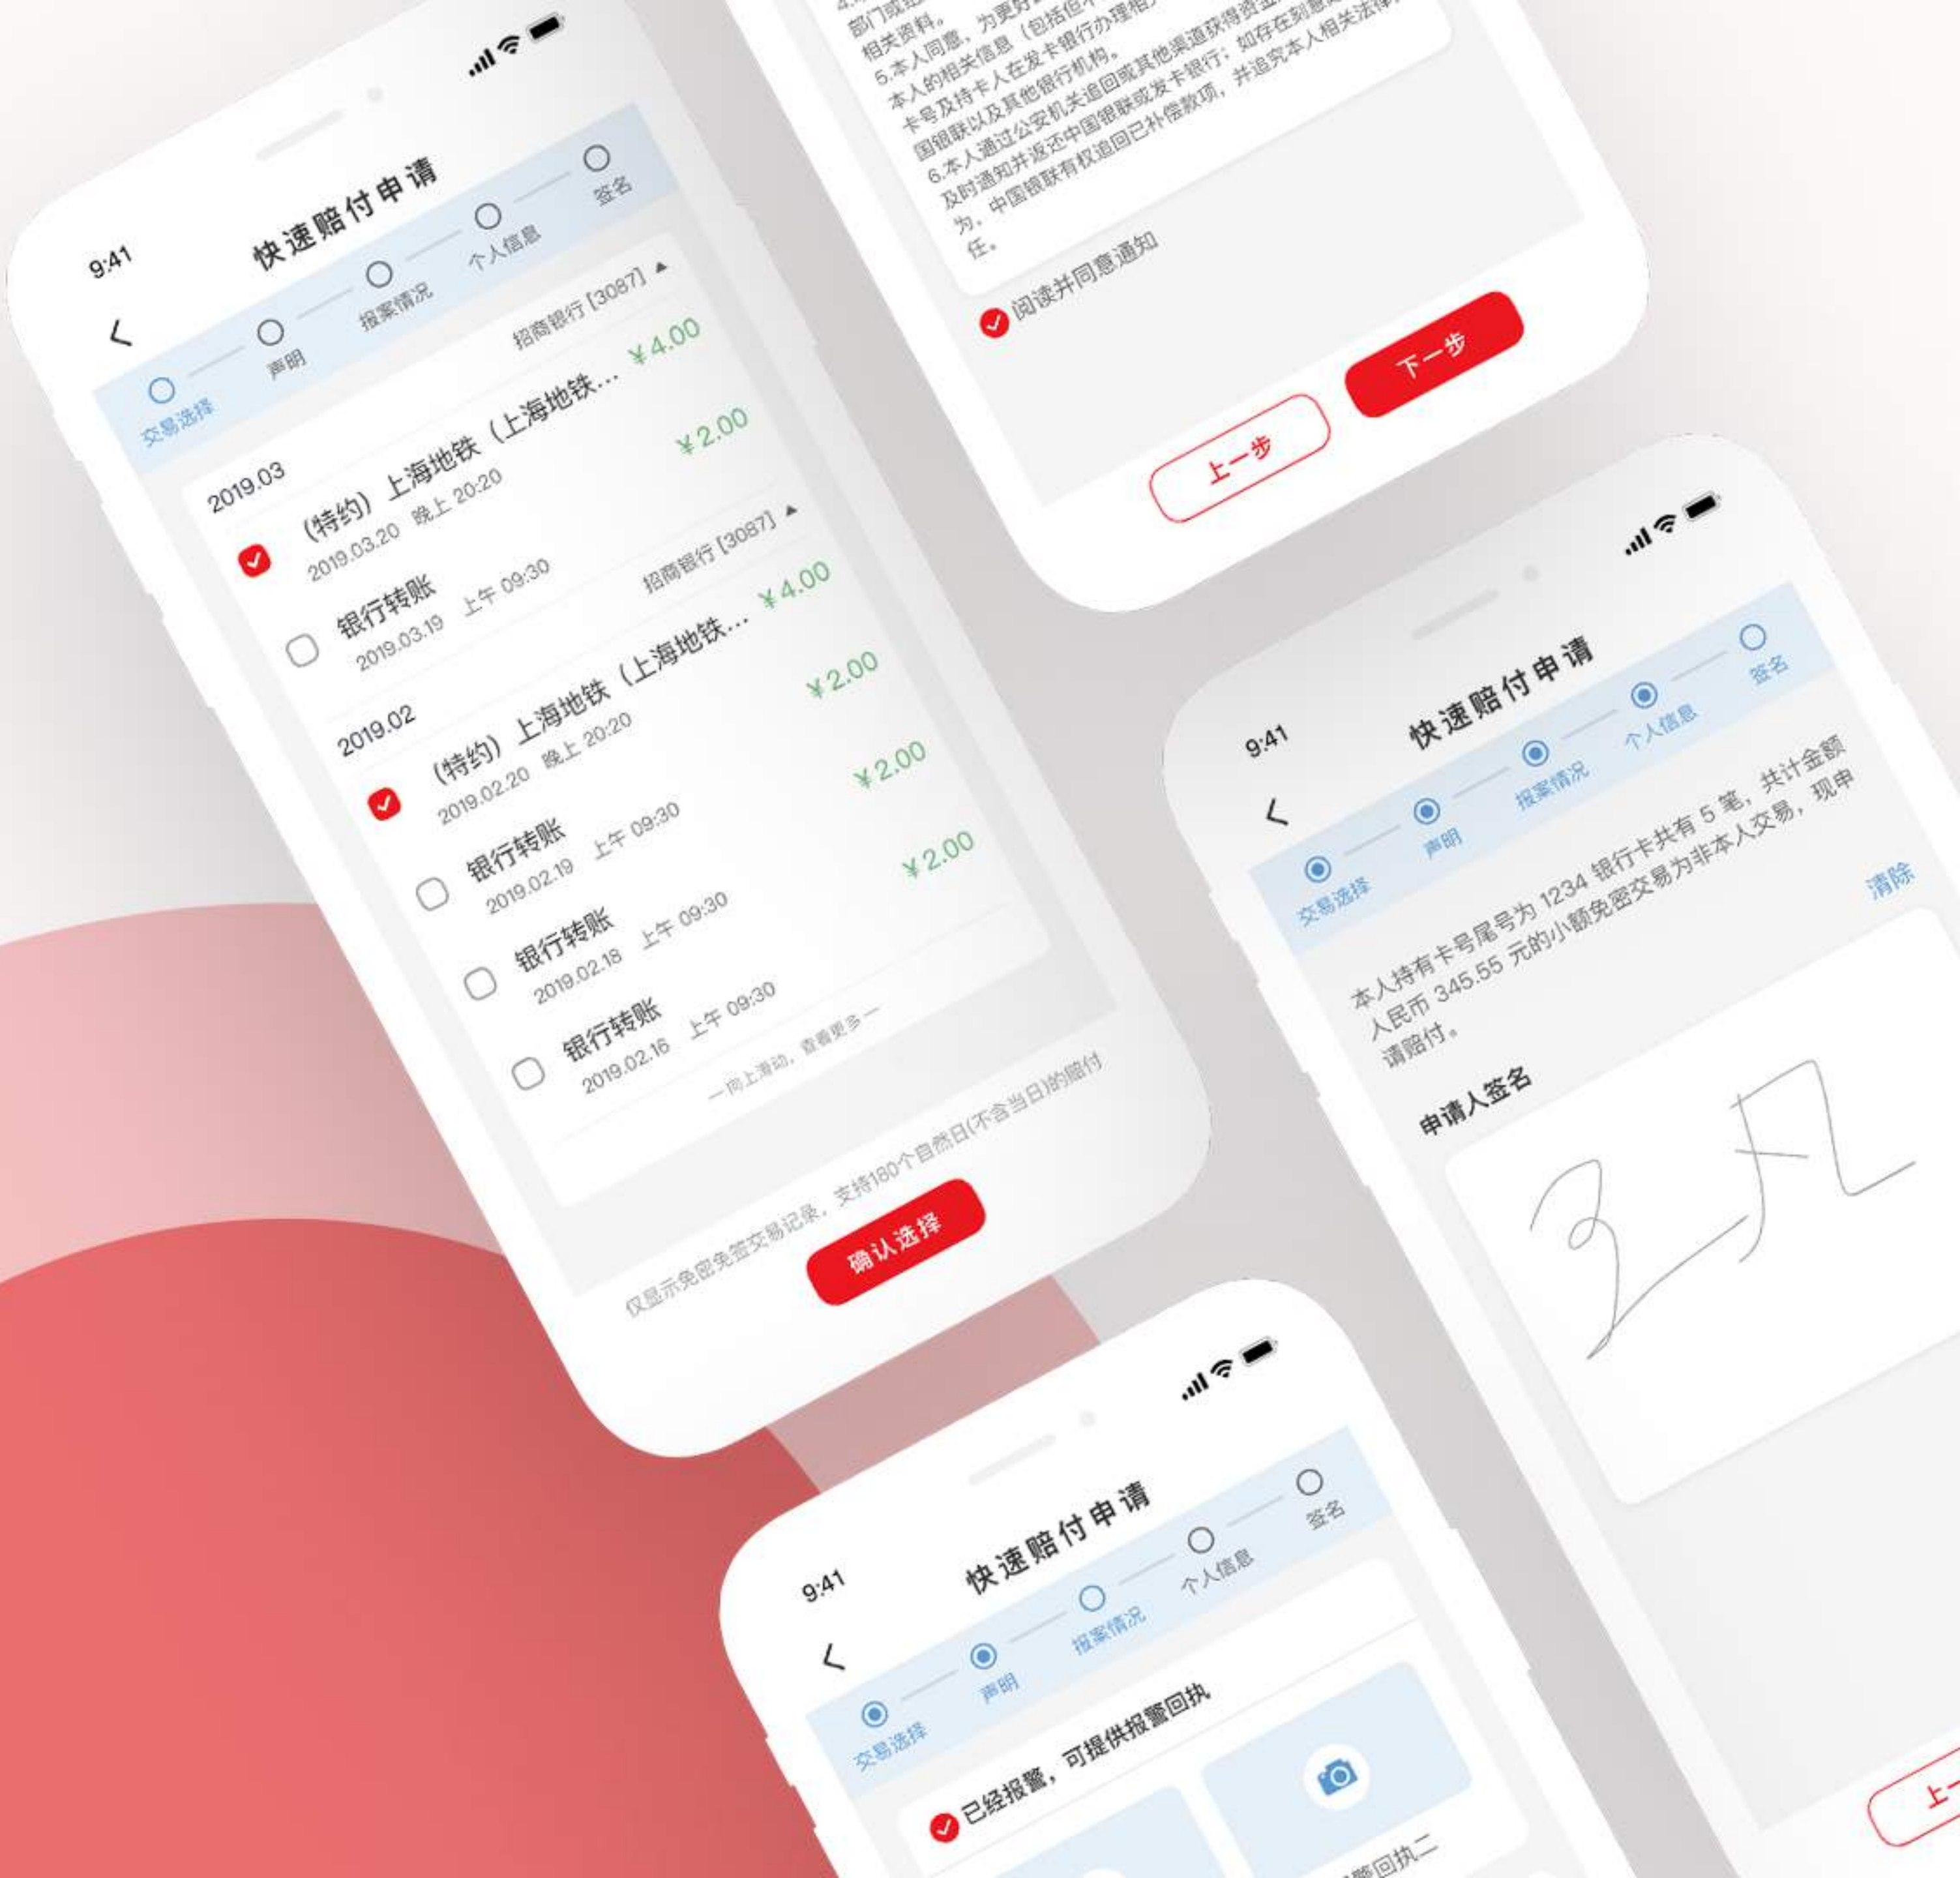 9:41
快速赔付申请
交易选择
声明
报案情况
个人信息
签名
2019.03
招商银行 [3087]
(特约) 上海地铁 (上海地铁...
¥4.00
2019.03.20 晚上 20:20
银行转账
¥2.00
2019.03.19 上午 09:30
2019.02
招商银行 [3087]
(特约) 上海地铁 (上海地铁...
¥4.00
2019.02.20 晚上 20:20
银行转账
¥2.00
2019.02.19 上午 09:30
银行转账
¥2.00
2019.02.18 上午 09:30
银行转账
¥2.00
2019.02.16 上午 09:30
一向上滑动，查看更多一
仅显示免密免签交易记录，支持180个自然日(不含当日)的赔付
确认选择
部门或
相关资料。
5.本人同意，为更好
本人的相关信息（包括但不
卡号及持卡人在发卡银行办理相
国银联以及其他银行机构。
6.本人通过公安机关追回或其他渠道获得资金
及时通知并返还中国银联或发卡银行；如存在刻意
为，中国银联有权追回已补偿款项，并追究本人相关法律
任。
阅读并同意通知
上一步
下一步
9:41
快速赔付申请
交易选择
声明
报案情况
个人信息
签名
本人持有卡号尾号为 1234 银行卡共有 5 笔，共计金额
人民币 345.55 元的小额免密交易为非本人交易，现申
请赔付。
申请人签名
清除
上一
9:41
快速赔付申请
交易选择
声明
报案情况
个人信息
签名
已经报警，可提供报警回执
警回执二